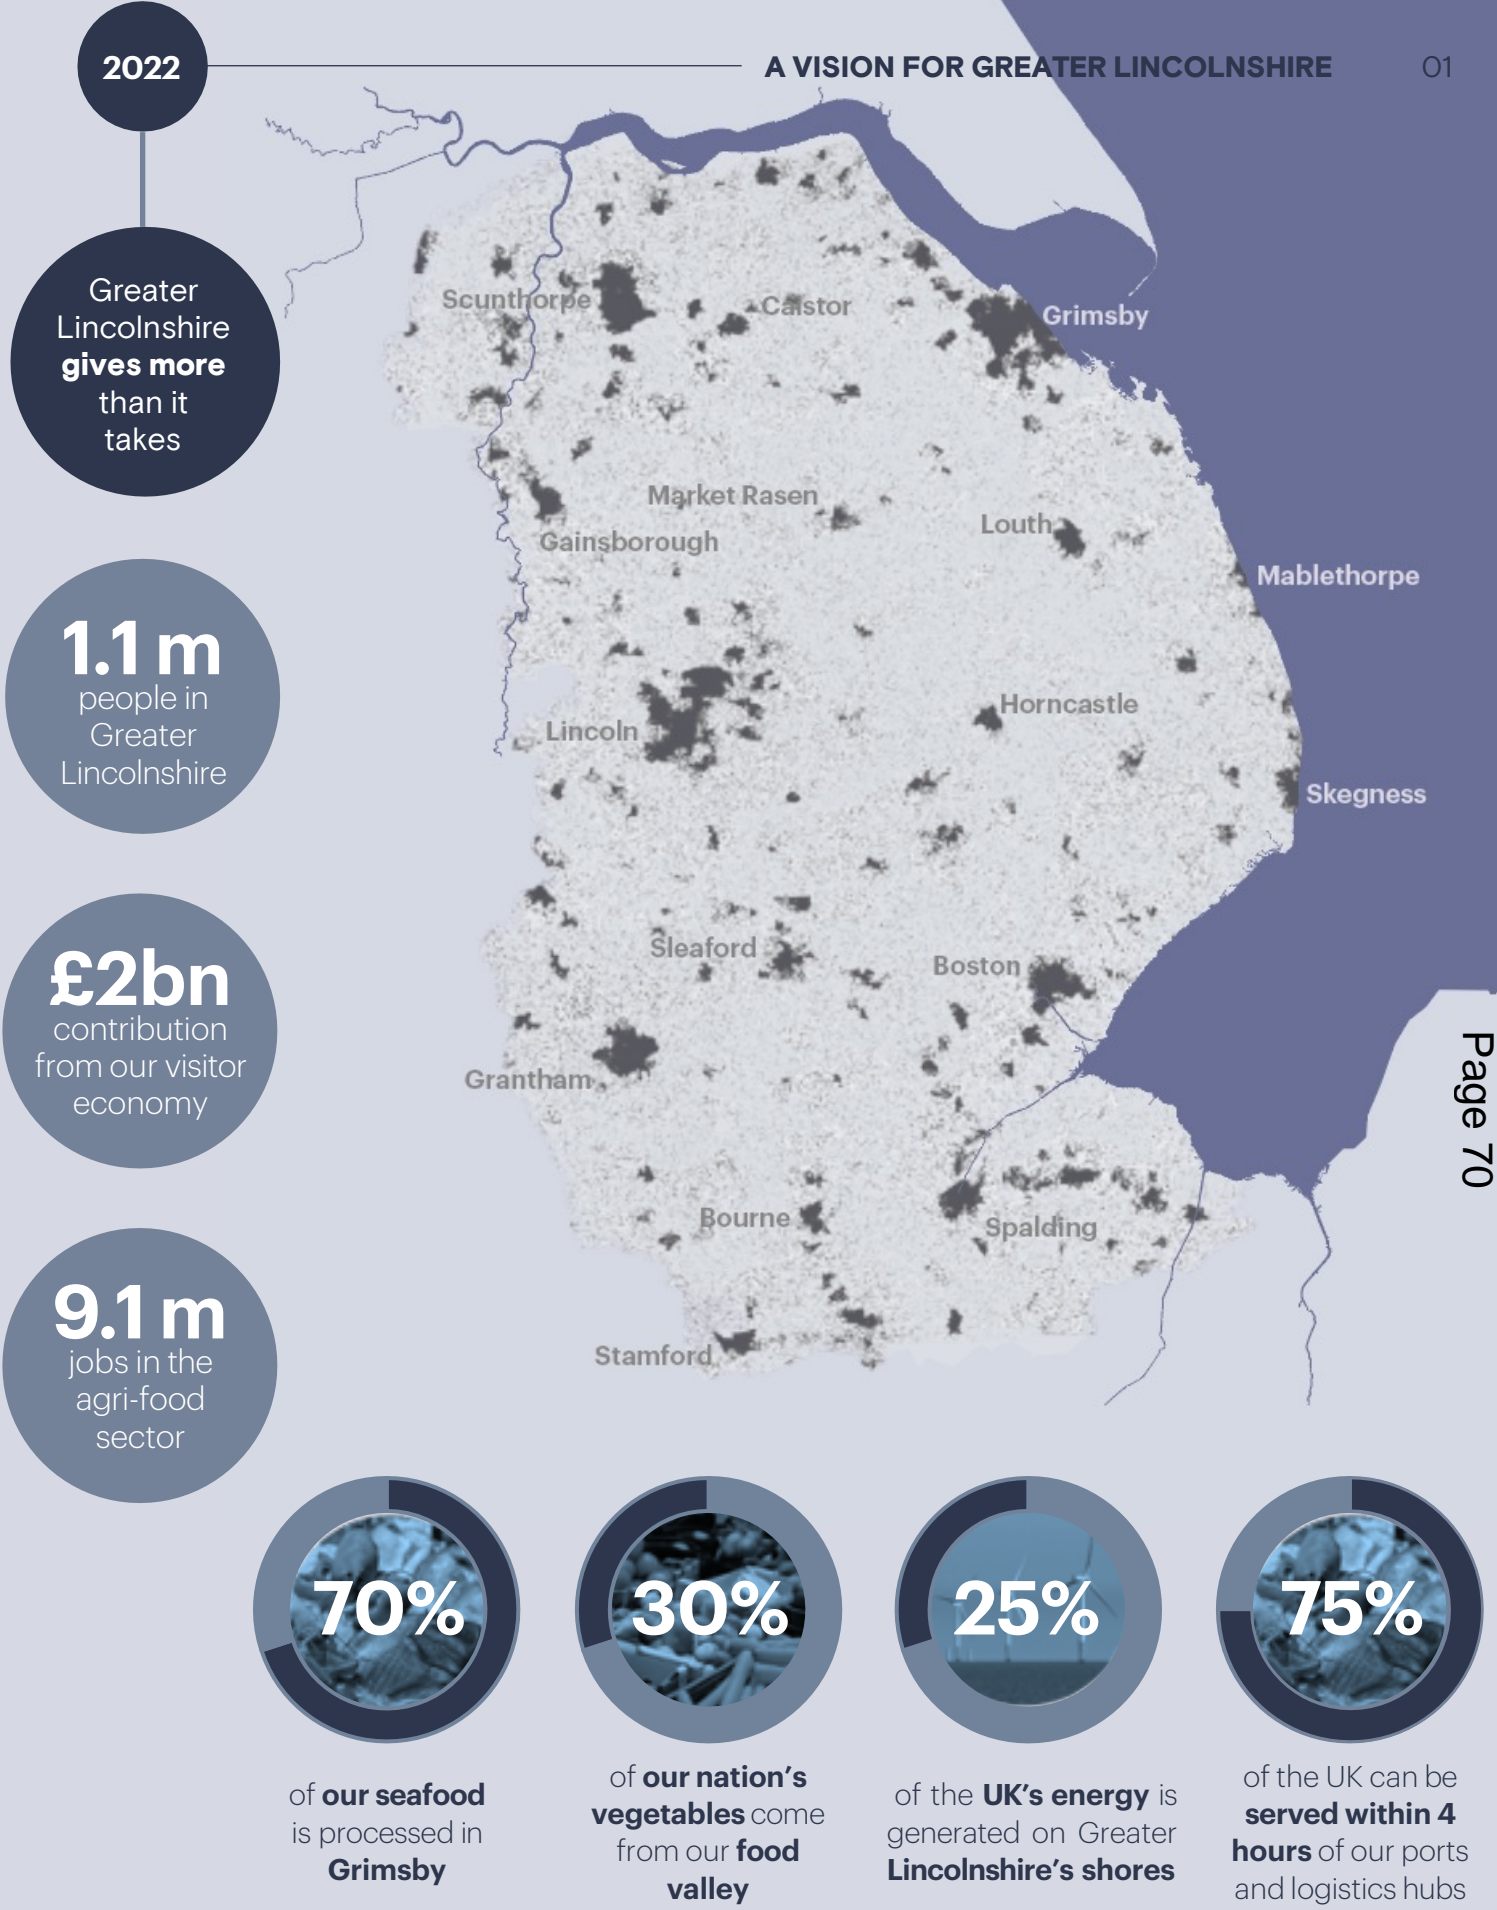 2022
A VISION FOR GREATER LINCOLNSHIRE
01
Greater
Lincolnshire
gives more
than it
takes
Scunthorpe
Caistor
Grimsby
Market Rasen
Louth
Gainsborough
Mablethorpe
1.1 m
people in
Greater
Lincolnshire
Horncastle
Lincoln
Skegness
£2bn
contribution
from our visitor
economy
Sleaford
Boston
Grantham
Page 70
Bourne
Spalding
Stamford
9.1 m
jobs in the
agri-food
sector
70%
of our seafood
is processed in
Grimsby
30%
of our nation's
vegetables come
from our food
valley
25%
of the UK's energy is
generated on Greater
Lincolnshire's shores
75%
of the UK can be
served within 4
hours of our ports
and logistics hubs